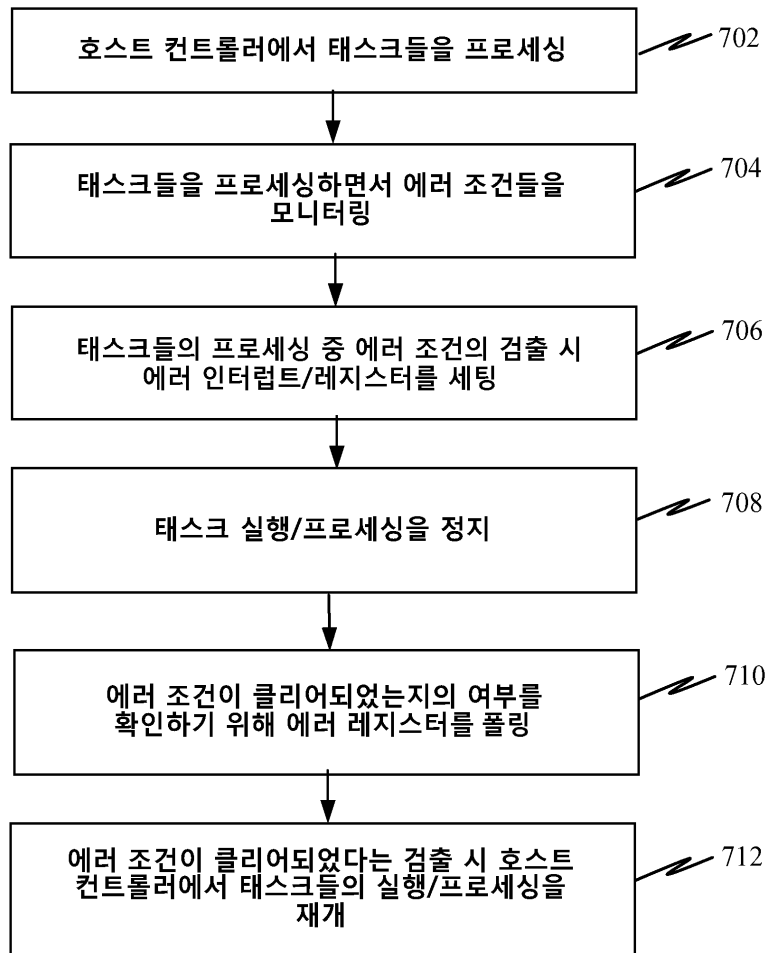 호스트 컨트롤러에서 태스크들을 프로세싱
702
태스크들을 프로세싱하면서 에러 조건들을
모니터링
704
태스크들의 프로세싱 중 에러 조건의 검출 시
에러 인터럽트/레지스터를 세팅
706
태스크 실행/프로세싱을 정지
708
에러 조건이 클리어되었는지의 여부를
확인하기 위해 에러 레지스터를 폴링
710
에러 조건이 클리어되었다는 검출 시 호스트
컨트롤러에서 태스크들의 실행/프로세싱을
재개
712